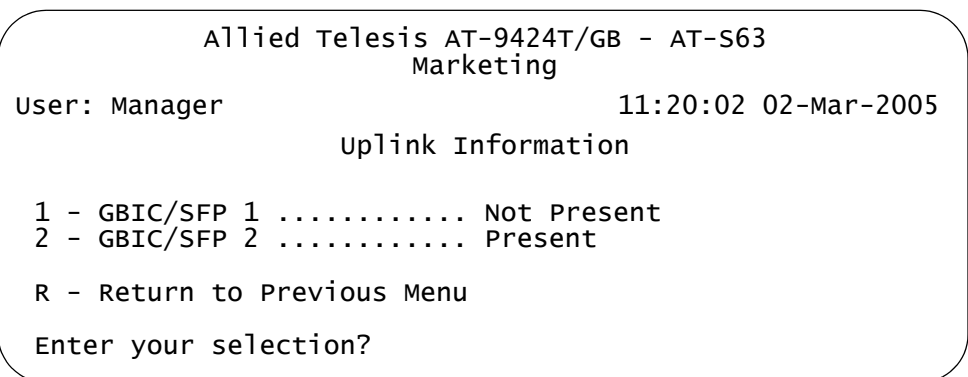 Allied Telesis AT-9424T/GB - AT-S63
Marketing
User: Manager 11:20:02 02-Mar-2005
Uplink Information
1 - GBIC/SFP 1 ............ Not Present
2 - GBIC/SFP 2 ............ Present
R - Return to Previous Menu
Enter your selection?